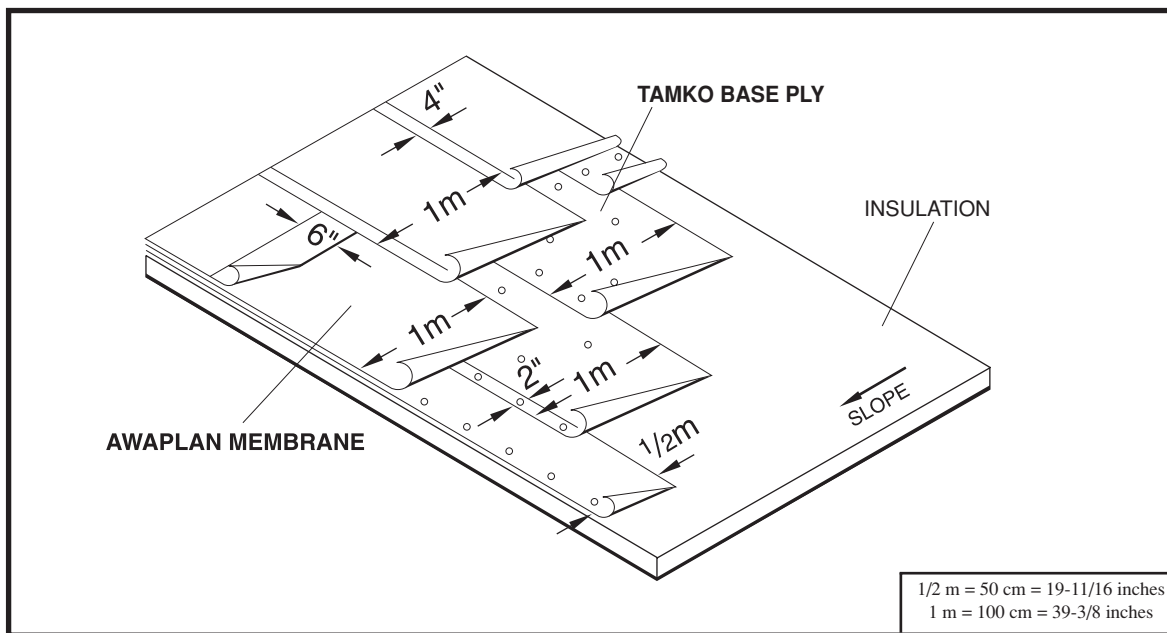 4"
TAMKO BASE PLY
1m
INSULATION
6"
1m
1m
2"
1m
SLOPE
AWAPLAN MEMBRANE
1/2m
1/2 m = 50 cm = 19-11/16 inches
1 m = 100 cm = 39-3/8 inches